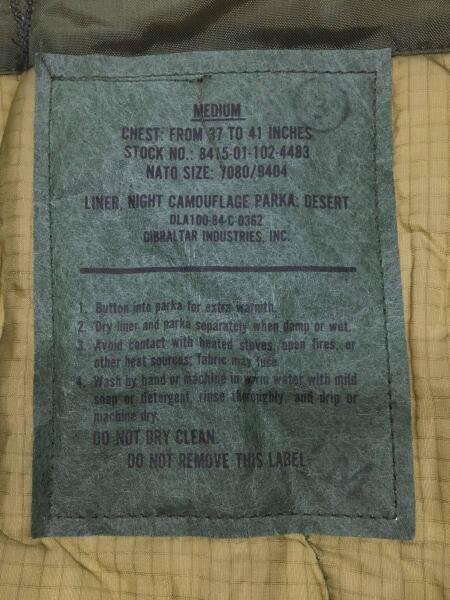 MEDIUM
CHEST: FROM 37 TO 41 INCHES
STOCK NO.: 8415-01-102-4483
NATO SIZE: 7080/9404
LINER, NIGHT CAMOUFLAGE PARKA: DESERT
DLA100-84-C-0362
GIBRALTAR INDUSTRIES, INC.
1. Button into parka for extra warmth.
2. Dry liner and parka separately when damp or wet.
3. Avoid contact with heated stoves, open fires, or
other heat sources; fabric may fuse.
4. Wash by hand or machine in warm water with mild
soap or detergent, rinse thoroughly, and drip or
machine dry.
DO NOT DRY CLEAN.
DO NOT REMOVE THIS LABEL